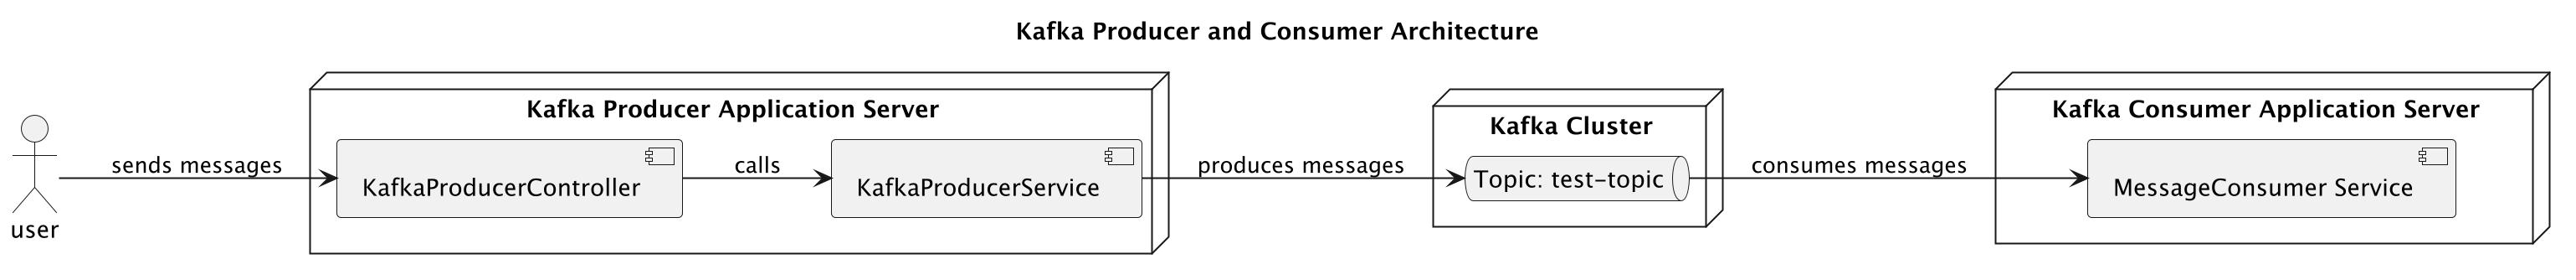 Kafka Producer and Consumer Architecture
user
sends messages
Kafka Producer Application Server
KafkaProducerController
calls
KafkaProducerService
produces messages
Kafka Cluster
Topic: test-topic
consumes messages
Kafka Consumer Application Server
MessageConsumer Service